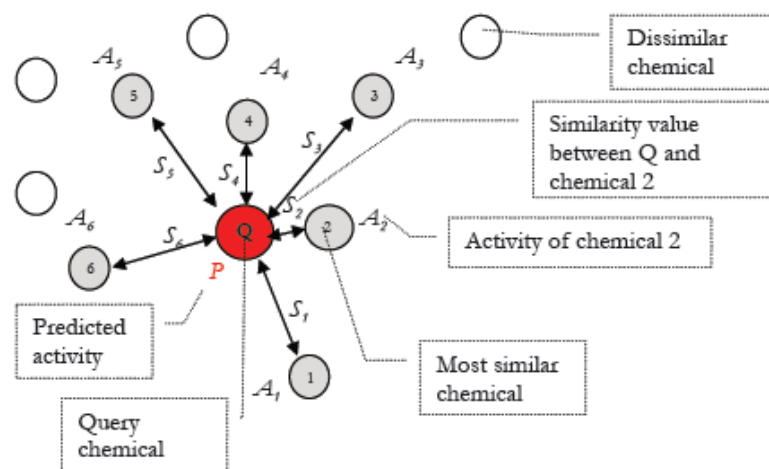 Dissimilar
chemical
A₅
A₄
A₃
5
4
3
Similarity value
between Q and
chemical 2
S₅
S₄
S₃
S₂
A₆
A₂
Q
2
S₆
Activity of chemical 2
6
P
S₁
Predicted
activity
Most similar
chemical
1
A₁
Query
chemical